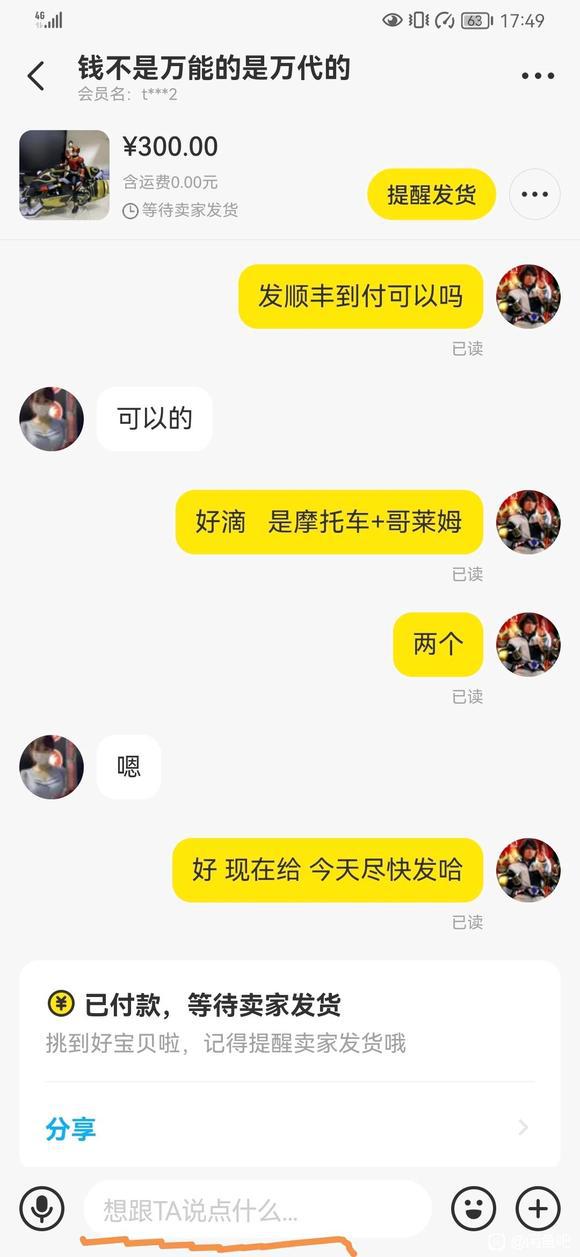 4G
63
17:49
钱不是万能的是万代的
会员名：t***2
¥300.00
含运费0.00元
等待卖家发货
提醒发货
发顺丰到付可以吗
已读
可以的
好滴 是摩托车+哥莱姆
已读
两个
已读
嗯
好 现在给 今天尽快发哈
已读
¥ 已付款，等待卖家发货
挑到好宝贝啦，记得提醒卖家发货哦
分享
想跟TA说点什么...
@闲鱼吧